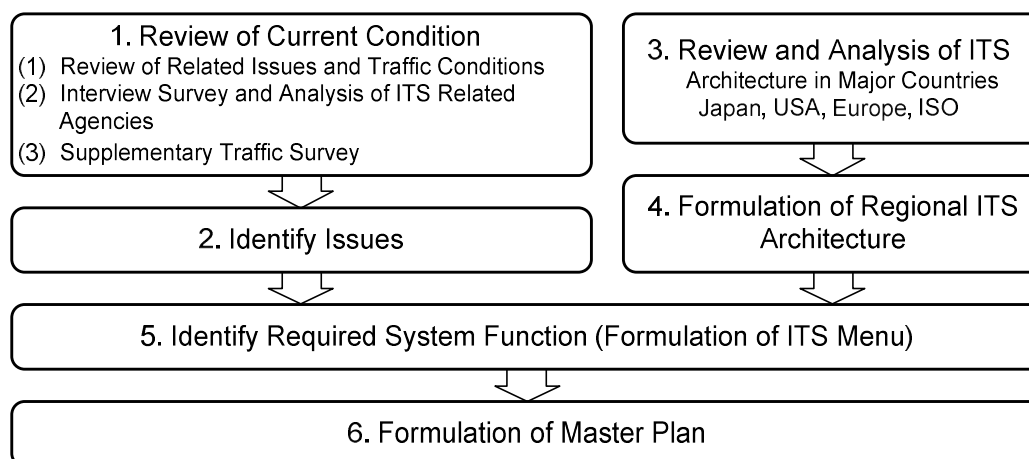 1. Review of Current Condition
(1) Review of Related Issues and Traffic Conditions
(2) Interview Survey and Analysis of ITS Related
Agencies
(3) Supplementary Traffic Survey
2. Identify Issues
3. Review and Analysis of ITS
Architecture in Major Countries
Japan, USA, Europe, ISO
4. Formulation of Regional ITS
Architecture
5. Identify Required System Function (Formulation of ITS Menu)
6. Formulation of Master Plan